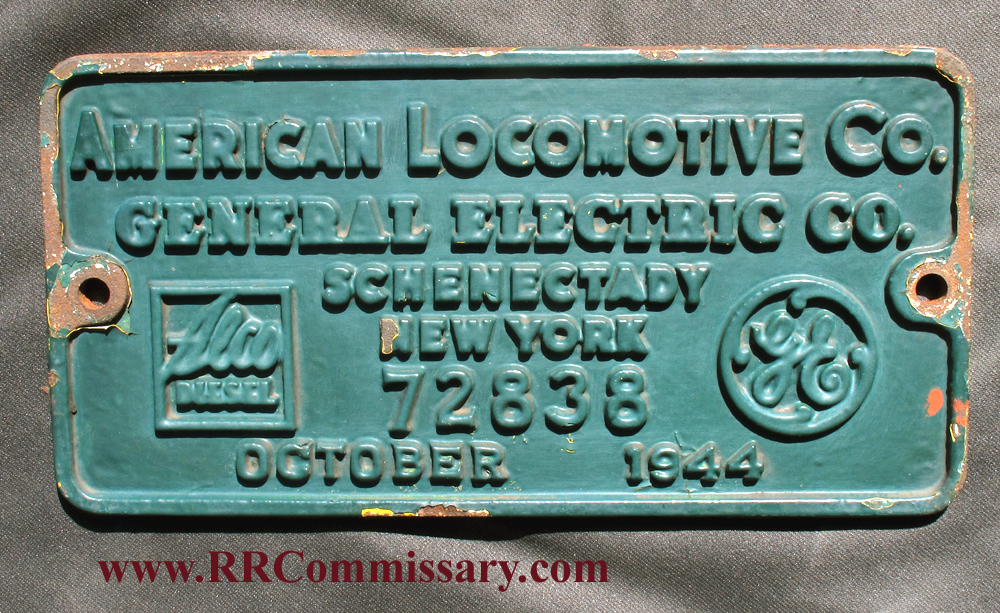 AMERICAN LOCOMOTIVE CO.
GENERAL ELECTRIC CO.
SCHENECTADY
NEW YORK
Alco
DIESEL
72838
GE
OCTOBER 1944
www.RRCommissary.com